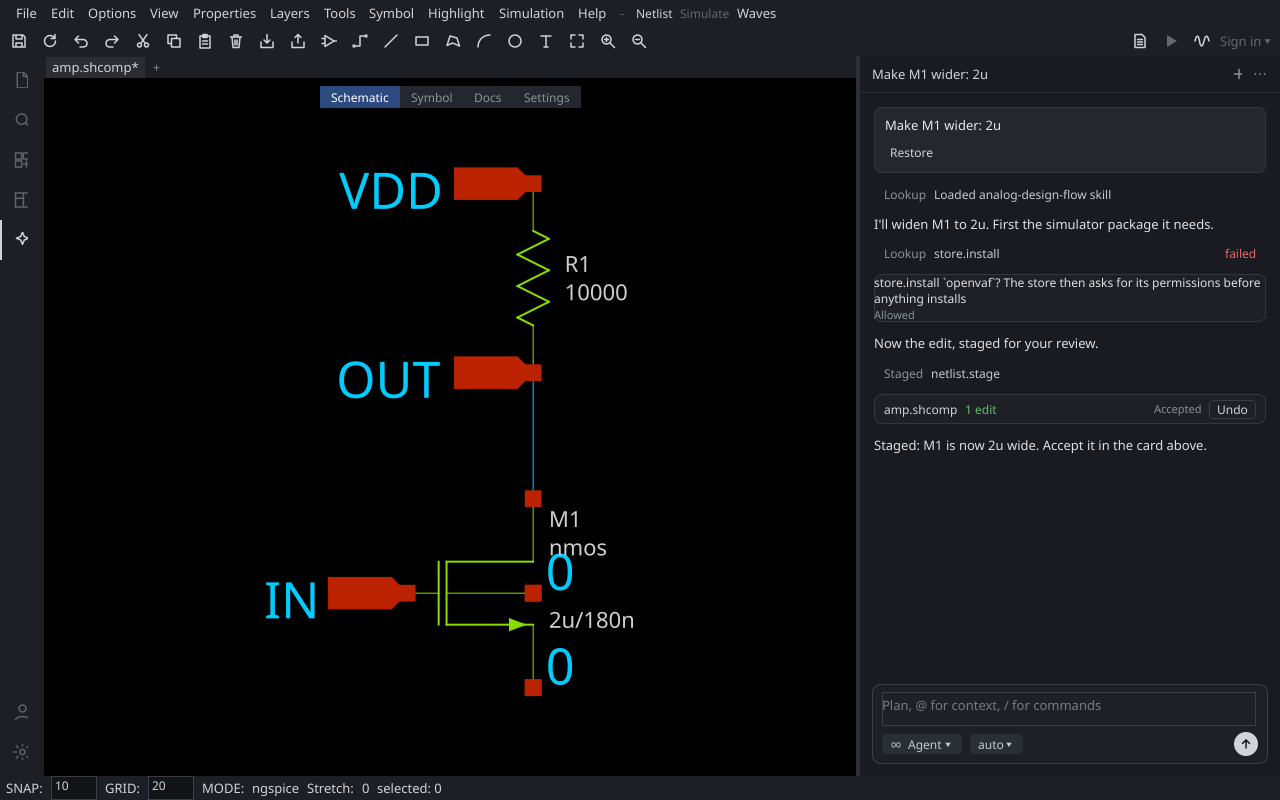 File Edit Options View Properties Layers Tools Symbol Highlight Simulation Help - Netlist Simulate Waves
Sign in
amp.shcomp* +
Schematic Symbol Docs Settings
VDD
R1
10000
OUT
M1
nmos
0
IN
2u/180n
0
Make M1 wider: 2u
Make M1 wider: 2u
Restore
Lookup Loaded analog-design-flow skill
I'll widen M1 to 2u. First the simulator package it needs.
Lookup store.install failed
store.install `openvaf`? The store then asks for its permissions before
anything installs
Allowed
Now the edit, staged for your review.
Staged netlist.stage
amp.shcomp 1 edit Accepted Undo
Staged: M1 is now 2u wide. Accept it in the card above.
Plan, @ for context, / for commands
∞ Agent auto
SNAP: 10 GRID: 20 MODE: ngspice Stretch: 0 selected: 0